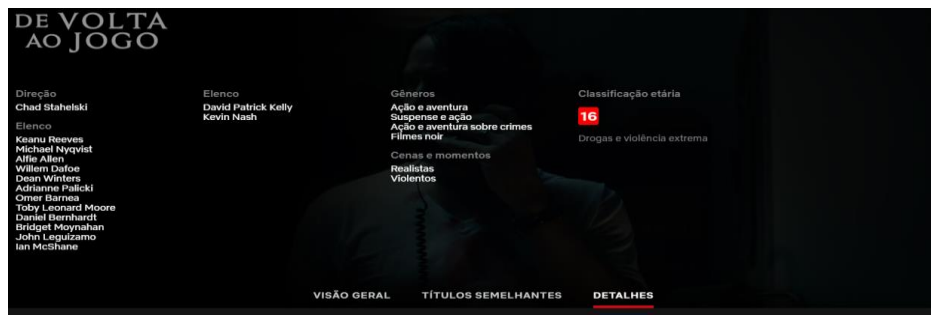 DE VOLTA
AO JOGO
Direção
Chad Stahelski
Elenco
Keanu Reeves
Michael Nyqvist
Alfie Allen
Willem Dafoe
Dean Winters
Adrianne Palicki
Omer Barnea
Toby Leonard Moore
Daniel Bernhardt
Bridget Moynahan
John Leguizamo
Ian McShane
Elenco
David Patrick Kelly
Kevin Nash
Gêneros
Ação e aventura
Suspense e ação
Ação e aventura sobre crimes
Filmes noir
Cenas e momentos
Realistas
Violentos
Classificação etária
16
Drogas e violência extrema
VISÃO GERAL TÍTULOS SEMELHANTES DETALHES